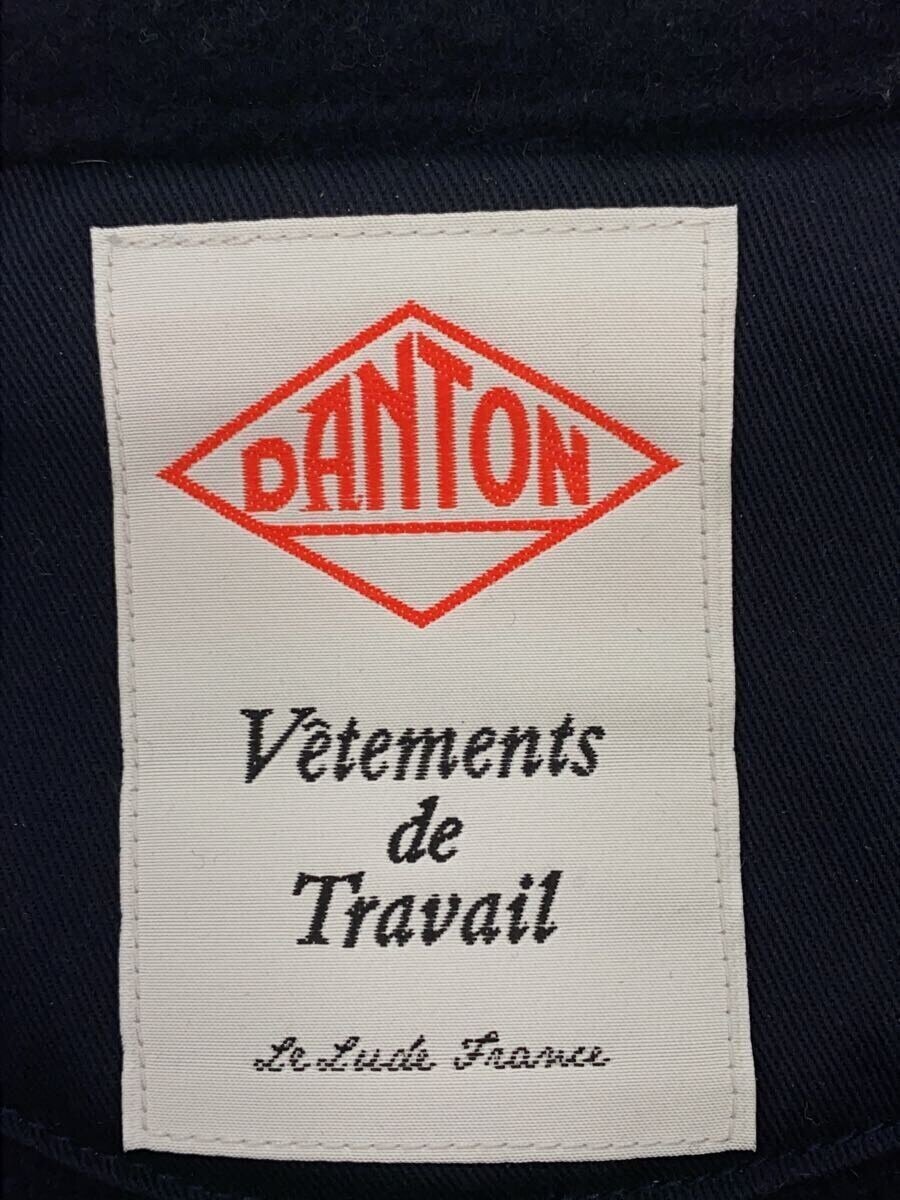 DANTON
Vêtements
de
Travail
Le Lude France